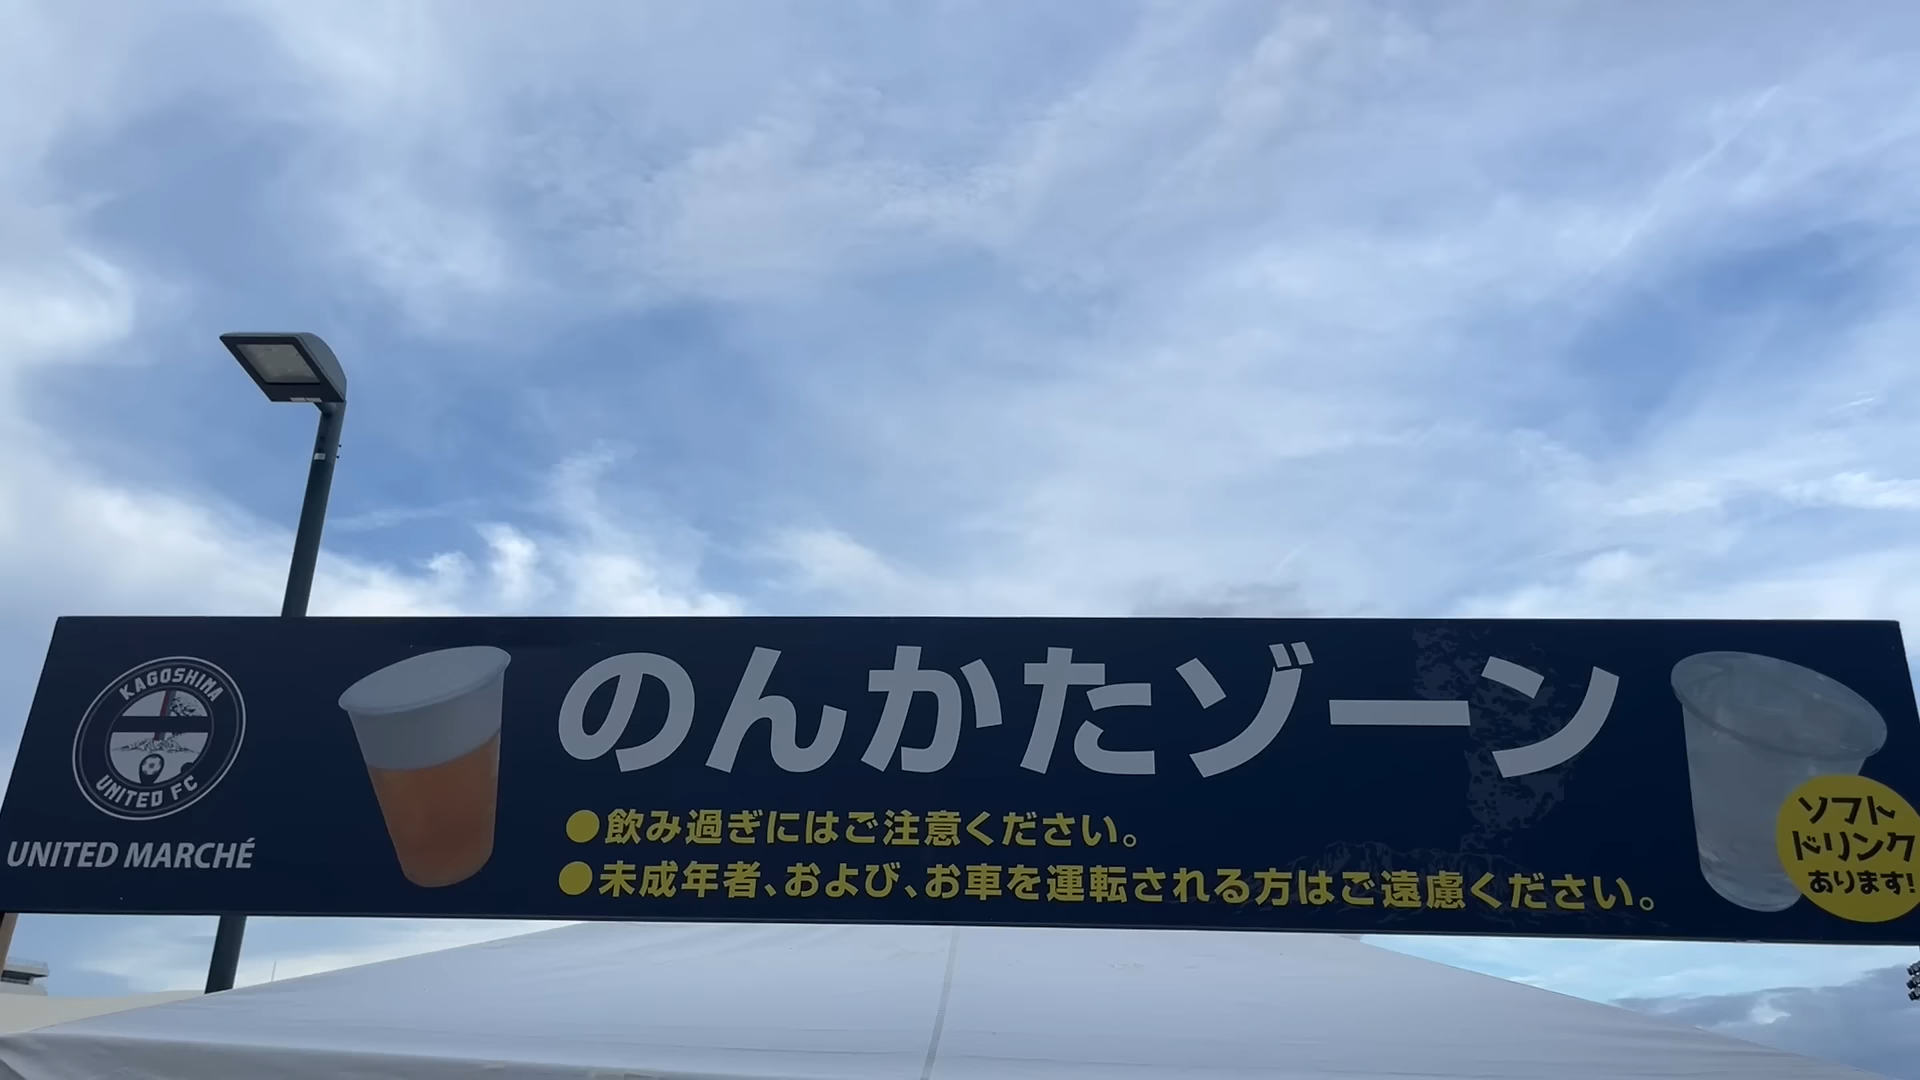 KAGOSHIMA
UNITED FC
UNITED MARCHÉ
のんかたゾーン
●飲み過ぎにはご注意ください。
●未成年者、および、お車を運転される方はご遠慮ください。
ソフト
ドリンク
あります!